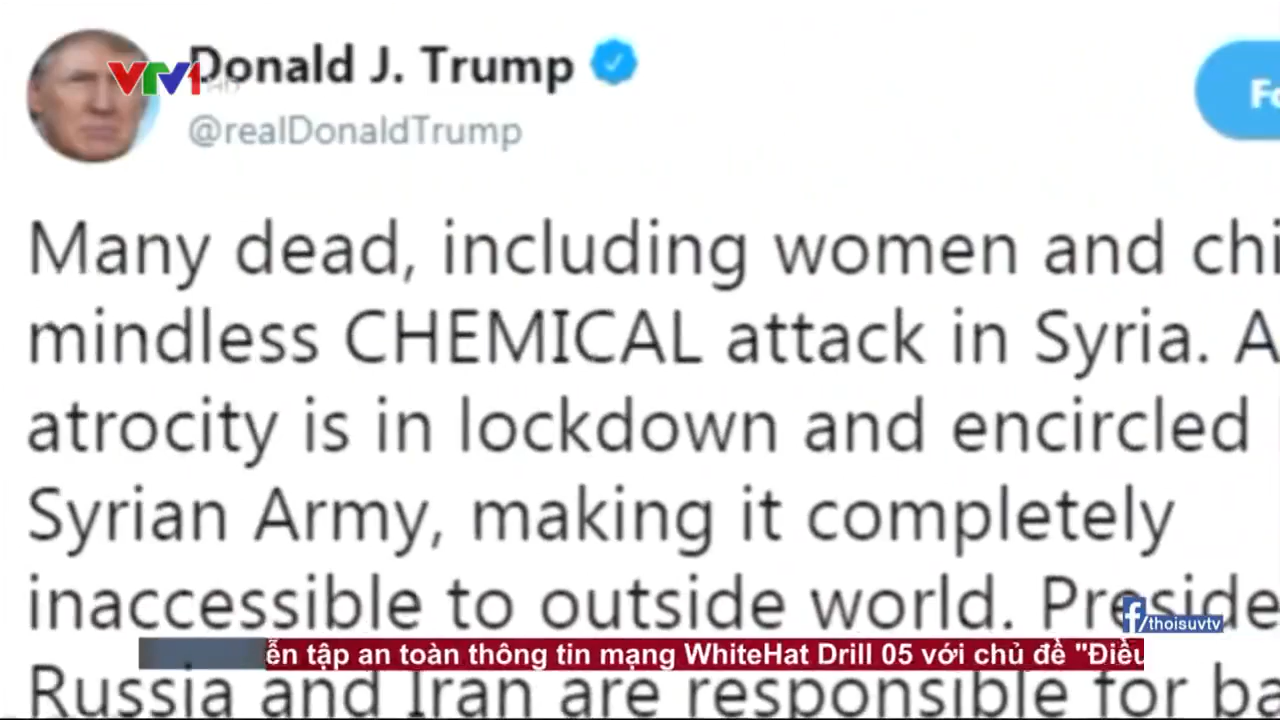 VTV1
Donald J. Trump
@realDonaldTrump
Fo
Many dead, including women and chi
mindless CHEMICAL attack in Syria. A
atrocity is in lockdown and encircled
Syrian Army, making it completely
inaccessible to outside world. Preside
f/thoisuvtv
ễn tập an toàn thông tin mạng WhiteHat Drill 05 với chủ đề "Điều
Russia and Iran are responsible for ba